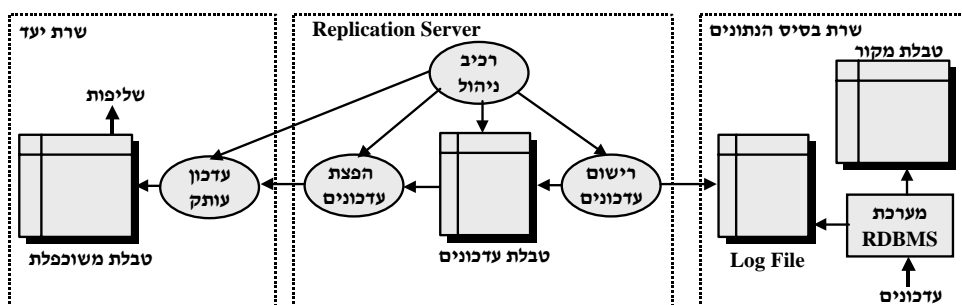 שרת בסיס הנתונים
טבלת מקור
מערכת
RDBMS
עדכונים
Log File
Replication Server
רכיב
ניהול
רישום
עדכונים
טבלת עדכונים
הפצת
עדכונים
שרת יעד
שליפות
עדכון
עותק
טבלת משוכפלת